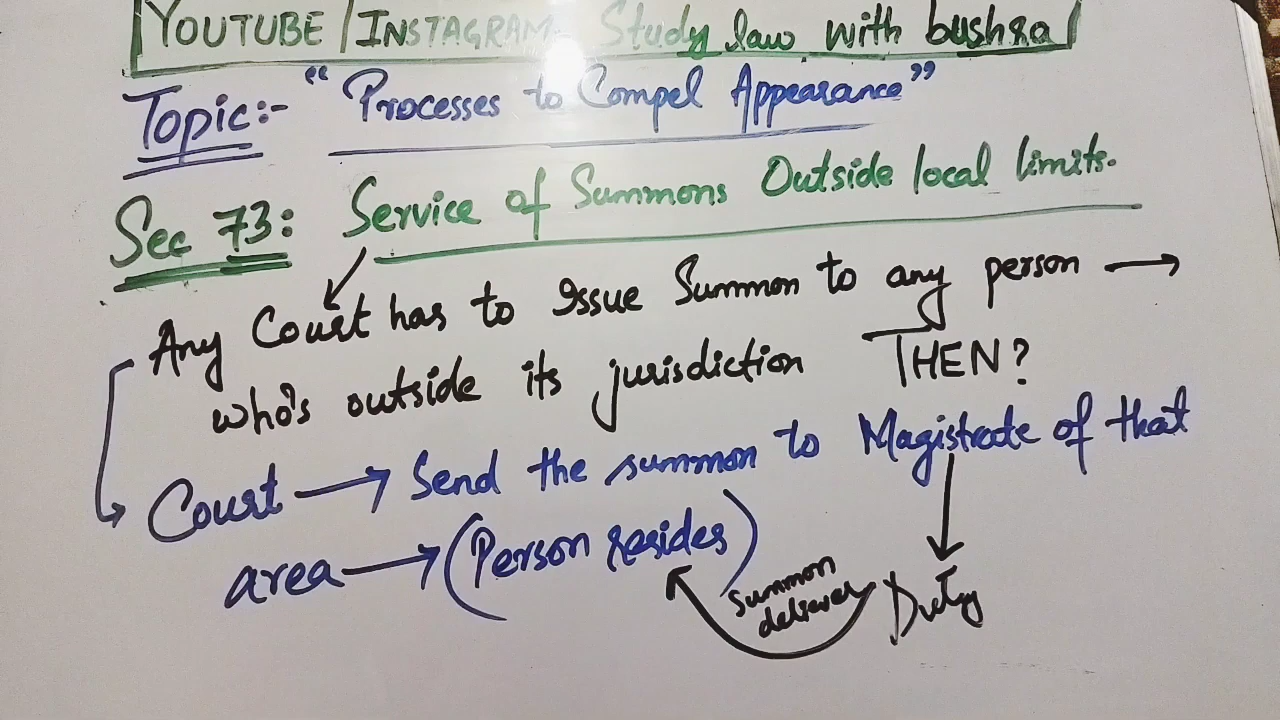 YOUTUBE/INSTAGRAM- Study law with bushra
Topic:- "Processes to Compel Appearance"
Sec 73: Service of Summons Outside local limits.
Any Court has to Issue Summon to any person →
who's outside its jurisdiction THEN?
Court → Send the summon to Magistrate of that
area → (Person resides)
Summon
deliever
Duty